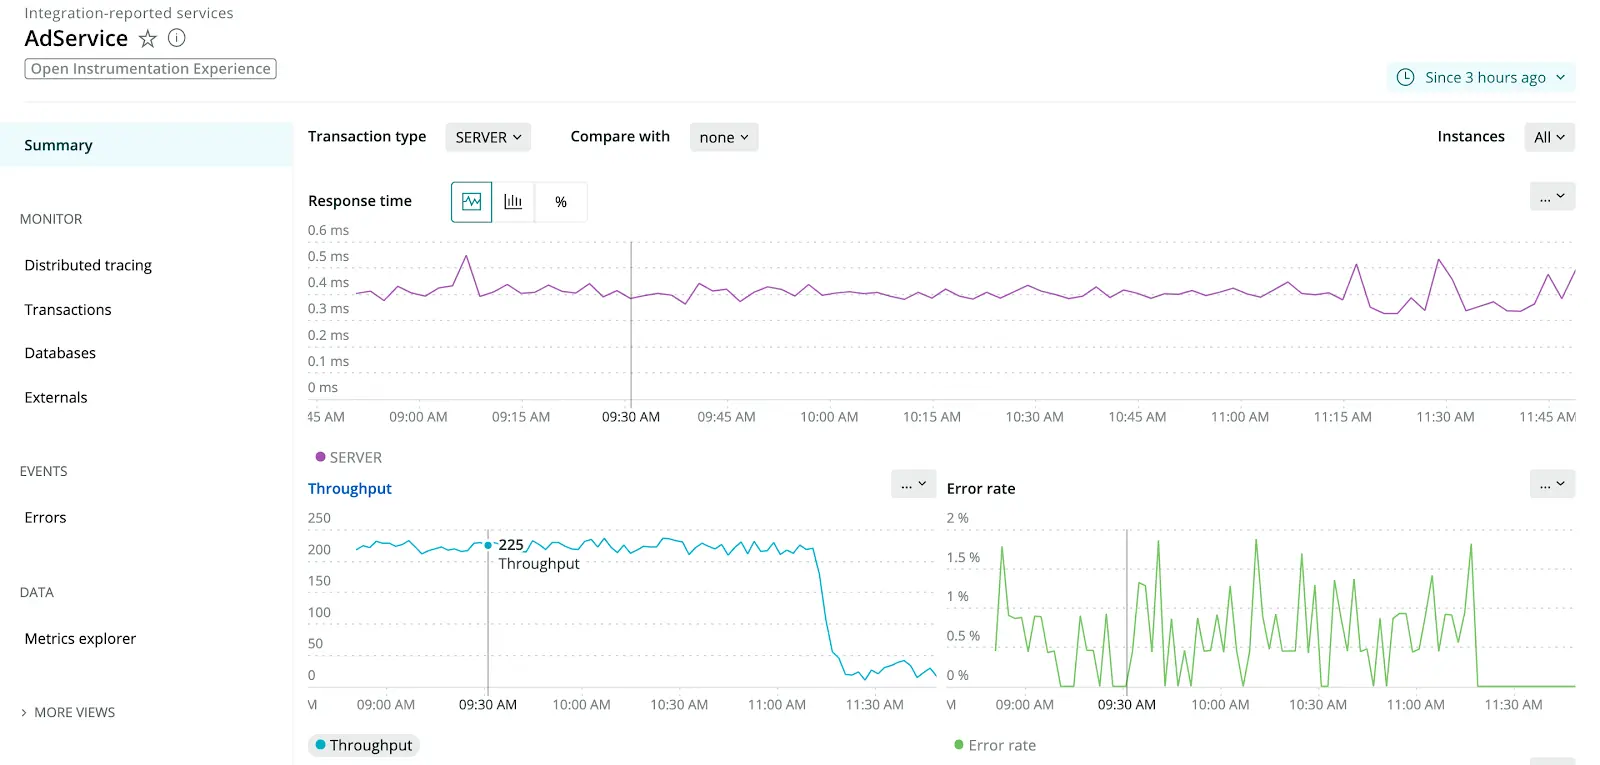 Integration-reported services
AdService
Open Instrumentation Experience
Since 3 hours ago
Summary
Transaction type SERVER Compare with none Instances All
MONITOR
Distributed tracing
Transactions
Databases
Externals
EVENTS
Errors
DATA
Metrics explorer
MORE VIEWS
Response time % ...
0.6 ms
0.5 ms
0.4 ms
0.3 ms
0.2 ms
0.1 ms
0 ms
45 AM 09:00 AM 09:15 AM 09:30 AM 09:45 AM 10:00 AM 10:15 AM 10:30 AM 10:45 AM 11:00 AM 11:15 AM 11:30 AM 11:45 AM
SERVER
Throughput ...
250
200
150
100
50
0
225
Throughput
09:00 AM 09:30 AM 10:00 AM 10:30 AM 11:00 AM 11:30 AM
Throughput
Error rate ...
2 %
1.5 %
1 %
0.5 %
0 %
09:00 AM 09:30 AM 10:00 AM 10:30 AM 11:00 AM 11:30 AM
Error rate